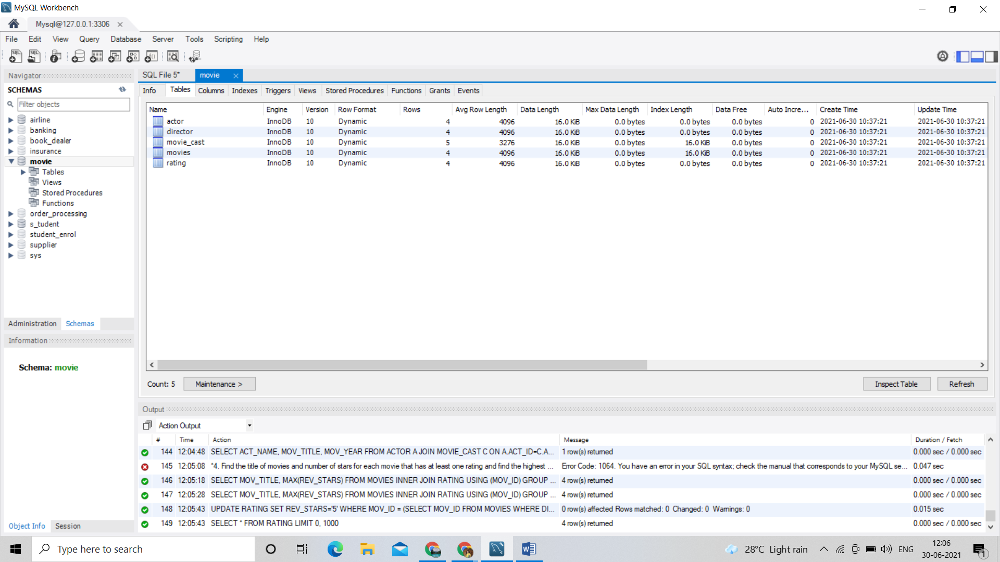 MySQL Workbench
Mysql@127.0.0.1:3306
File Edit View Query Database Server Tools Scripting Help
Navigator
SCHEMAS
Filter objects
airline
banking
book_dealer
insurance
movie
Tables
Views
Stored Procedures
Functions
order_processing
s_tudent
student_enrol
supplier
sys
Administration Schemas
Information
Schema: movie
Object Info Session
SQL File 5* movie
Info Tables Columns Indexes Triggers Views Stored Procedures Functions Grants Events
Name Engine Version Row Format Rows Avg Row Length Data Length Max Data Length Index Length Data Free Auto Incre... Create Time Update Time
actor InnoDB 10 Dynamic 4 4096 16.0 KiB 0.0 bytes 0.0 bytes 0.0 bytes 0 2021-06-30 10:37:21 2021-06-30 10:37:21
director InnoDB 10 Dynamic 4 4096 16.0 KiB 0.0 bytes 0.0 bytes 0.0 bytes 0 2021-06-30 10:37:21 2021-06-30 10:37:21
movie_cast InnoDB 10 Dynamic 5 3276 16.0 KiB 0.0 bytes 16.0 KiB 0.0 bytes 0 2021-06-30 10:37:21 2021-06-30 10:37:21
movies InnoDB 10 Dynamic 4 4096 16.0 KiB 0.0 bytes 16.0 KiB 0.0 bytes 0 2021-06-30 10:37:21 2021-06-30 10:37:21
rating InnoDB 10 Dynamic 4 4096 16.0 KiB 0.0 bytes 0.0 bytes 0.0 bytes 0 2021-06-30 10:37:21 2021-06-30 10:37:21
Count: 5 Maintenance > Inspect Table Refresh
Output
Action Output
# Time Action Message Duration / Fetch
144 12:04:48 SELECT ACT_NAME, MOV_TITLE, MOV_YEAR FROM ACTOR A JOIN MOVIE_CAST C ON A.ACT_ID=C.A... 1 row(s) returned 0.000 sec / 0.000 sec
145 12:05:08 "4. Find the title of movies and number of stars for each movie that has at least one rating and find the highest ... Error Code: 1064. You have an error in your SQL syntax; check the manual that corresponds to your MySQL se... 0.047 sec
146 12:05:18 SELECT MOV_TITLE, MAX(REV_STARS) FROM MOVIES INNER JOIN RATING USING (MOV_ID) GROUP ... 4 row(s) returned 0.000 sec / 0.000 sec
147 12:05:28 SELECT MOV_TITLE, MAX(REV_STARS) FROM MOVIES INNER JOIN RATING USING (MOV_ID) GROUP ... 4 row(s) returned 0.000 sec / 0.000 sec
148 12:05:43 UPDATE RATING SET REV_STARS='5' WHERE MOV_ID = (SELECT MOV_ID FROM MOVIES WHERE DI... 0 row(s) affected Rows matched: 0 Changed: 0 Warnings: 0 0.015 sec
149 12:05:43 SELECT * FROM RATING LIMIT 0, 1000 4 row(s) returned 0.000 sec / 0.000 sec
Type here to search
28°C Light rain
ENG
12:06
30-06-2021
1